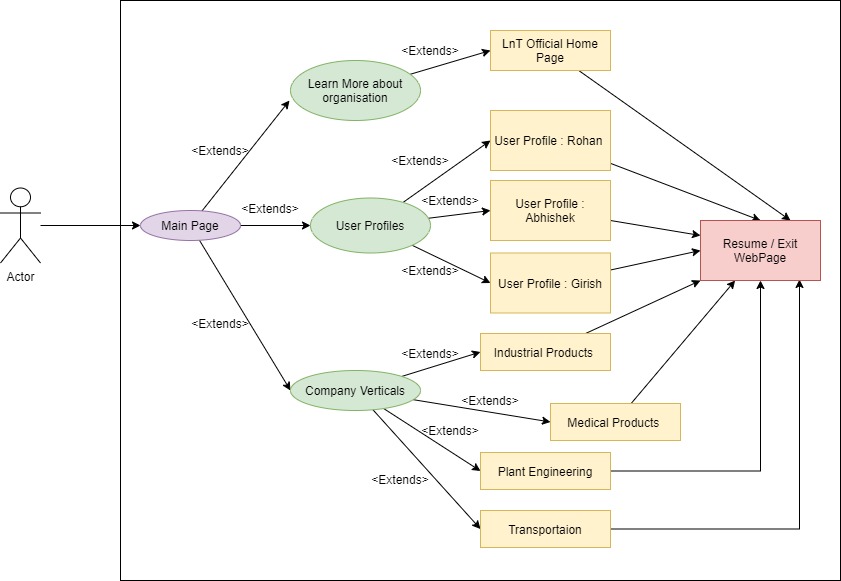 <Extends>
LnT Official Home
Page
Learn More about
organisation
<Extends>
User Profile : Rohan
<Extends>
<Extends>
User Profile :
Abhishek
<Extends>
Main Page
User Profiles
Resume / Exit
WebPage
Actor
<Extends>
User Profile : Girish
<Extends>
<Extends>
Industrial Products
Company Verticals
<Extends>
Medical Products
<Extends>
Plant Engineering
<Extends>
Transportaion